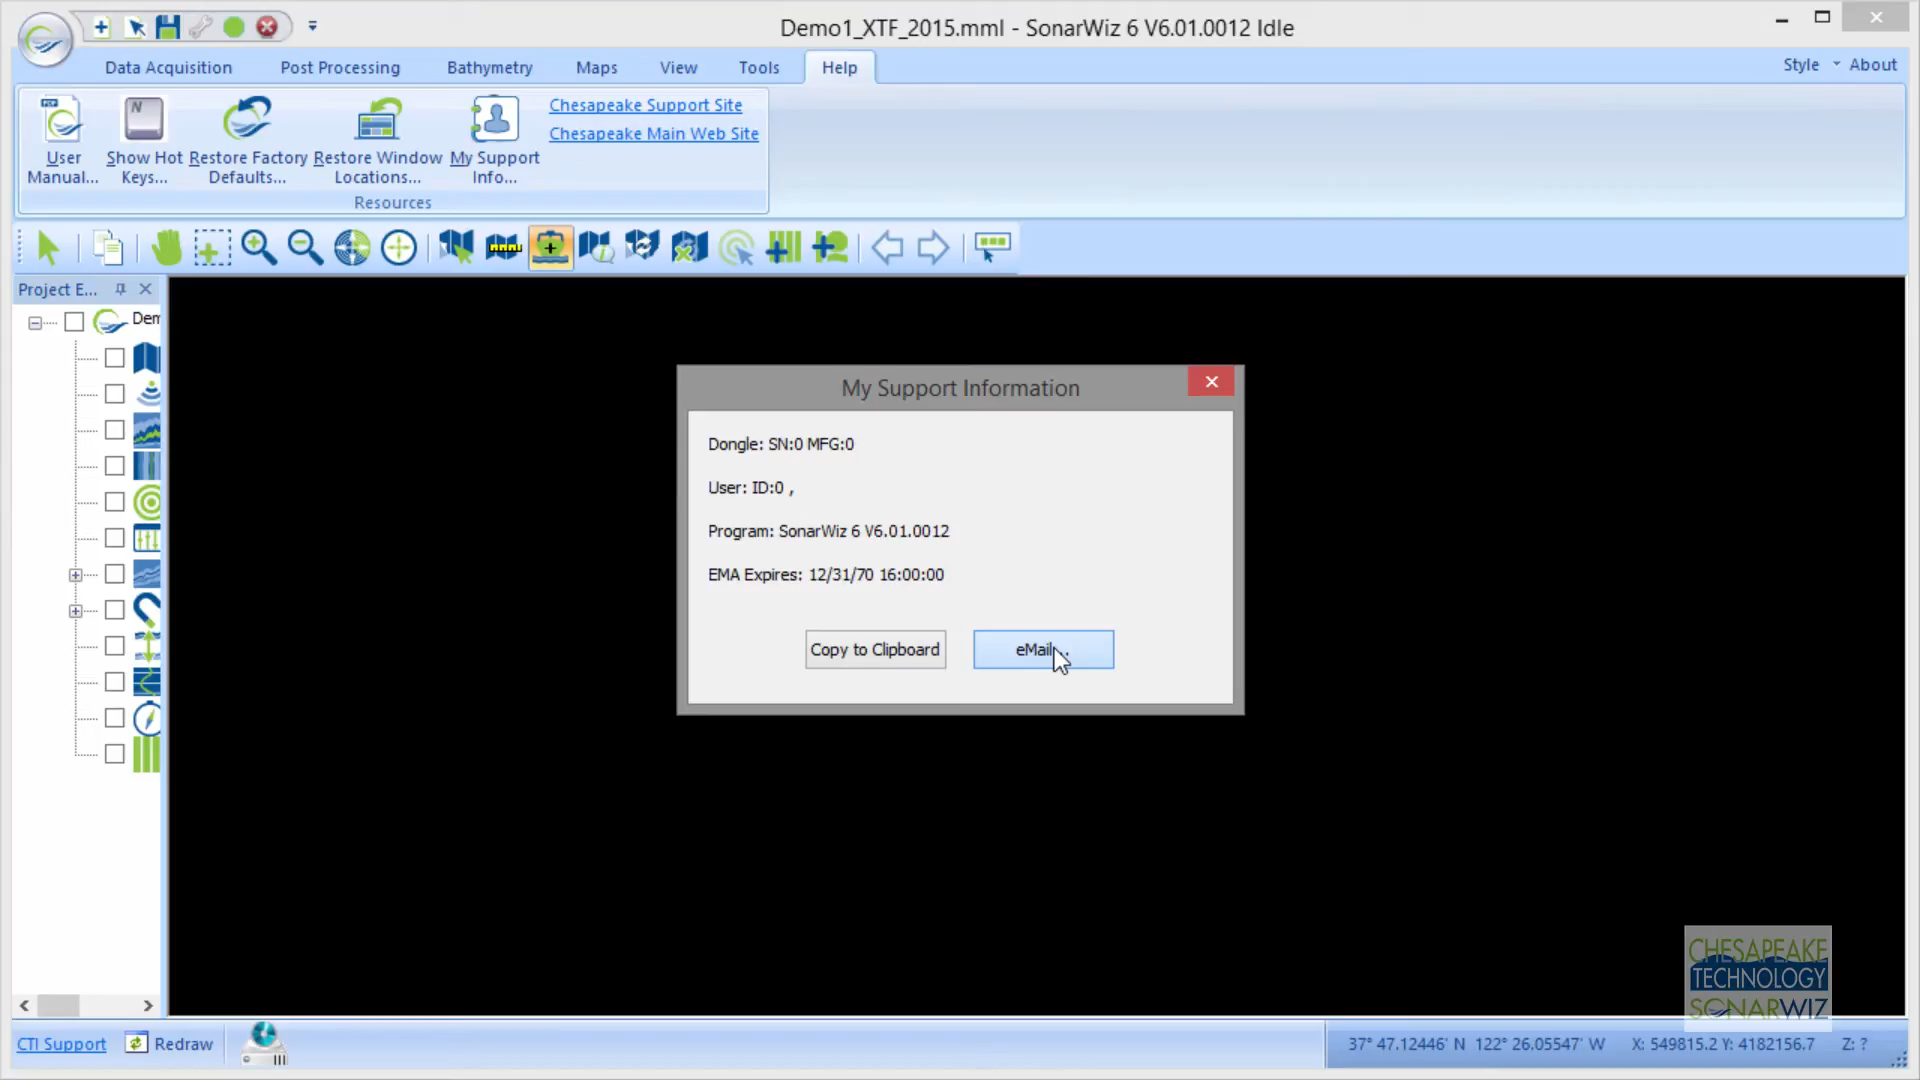 Demo1_XTF_2015.mml - SonarWiz 6 V6.01.0012 Idle
Data Acquisition Post Processing Bathymetry Maps View Tools Help Style About
PDF
N
User Manual...
Show Hot Keys...
Restore Factory Defaults...
Restore Window Locations...
My Support Info...
Chesapeake Support Site
Chesapeake Main Web Site
Resources
Project E...
Dem
My Support Information
Dongle: SN:0 MFG:0
User: ID:0 ,
Program: SonarWiz 6 V6.01.0012
EMA Expires: 12/31/70 16:00:00
Copy to Clipboard eMail...
CHESAPEAKE
TECHNOLOGY
SONARWIZ
CTI Support Redraw 37° 47.12446' N 122° 26.05547' W X: 549815.2 Y: 4182156.7 Z: ?